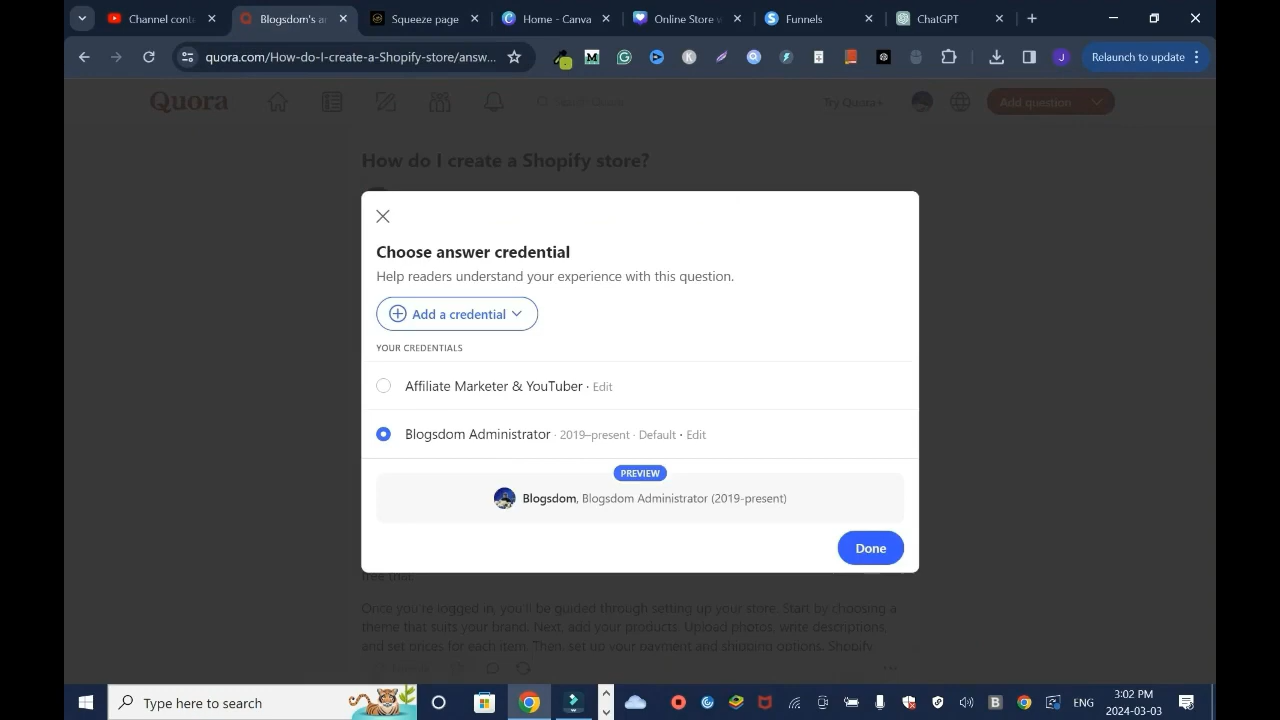 Channel conte
Blogsdom's an
Squeeze page
Home - Canva
Online Store
Funnels
ChatGPT
quora.com/How-do-I-create-a-Shopify-store/answ...
Relaunch to update
Quora
Try Quora+
Add question
How do I create a Shopify store?
Choose answer credential
Help readers understand your experience with this question.
Add a credential
YOUR CREDENTIALS
Affiliate Marketer & YouTuber · Edit
Blogsdom Administrator · 2019–present · Default · Edit
PREVIEW
Blogsdom, Blogsdom Administrator (2019-present)
Done
free trial.
Once you're logged in, you'll be guided through setting up your store. Start by choosing a
theme that suits your brand. Next, add your products. Upload photos, write descriptions,
and set prices for each item. Then, set up your payment and shipping options. Shopify
Type here to search
ENG
3:02 PM
2024-03-03